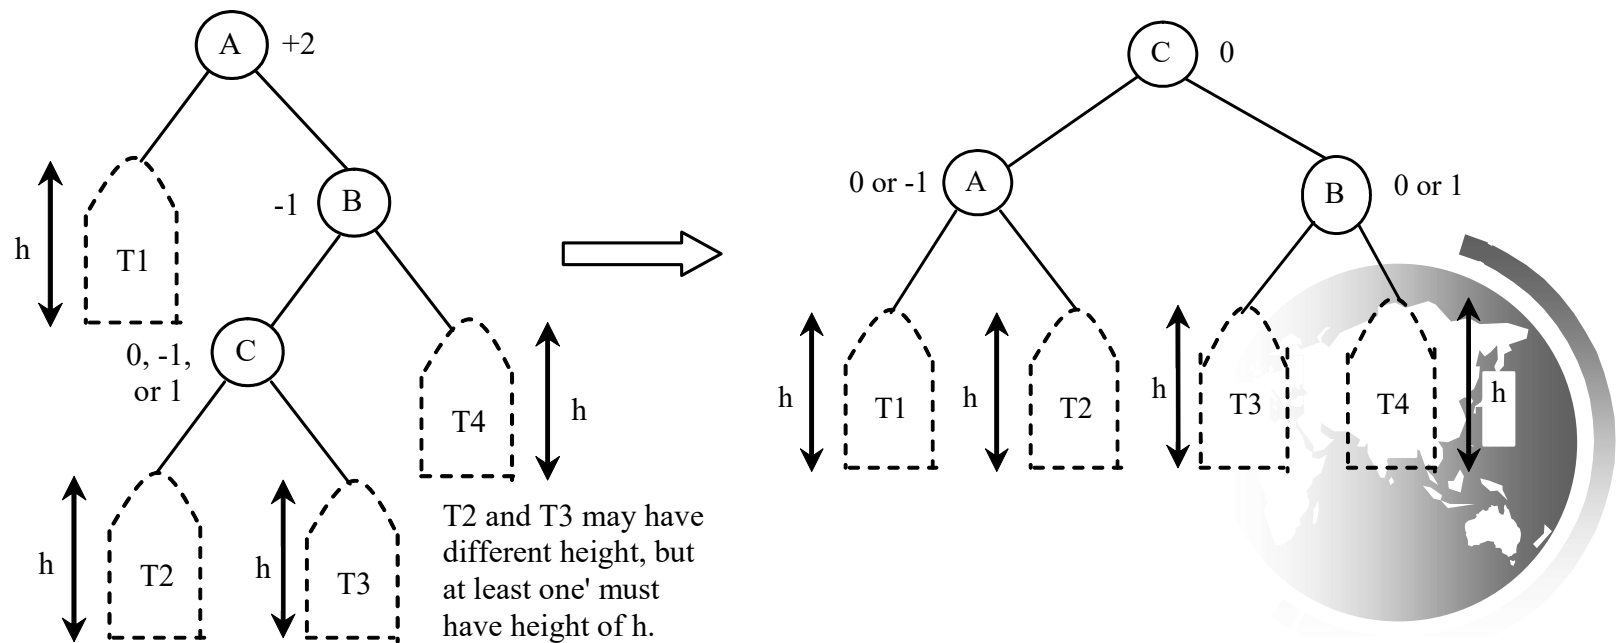 A +2
h
T1
-1 B
0, -1,
or 1
C
T4
h
h
T2
h
T3
T2 and T3 may have
different height, but
at least one' must
have height of h.
C 0
0 or -1 A
B 0 or 1
h
T1
h
T2
h
T3
T4
h